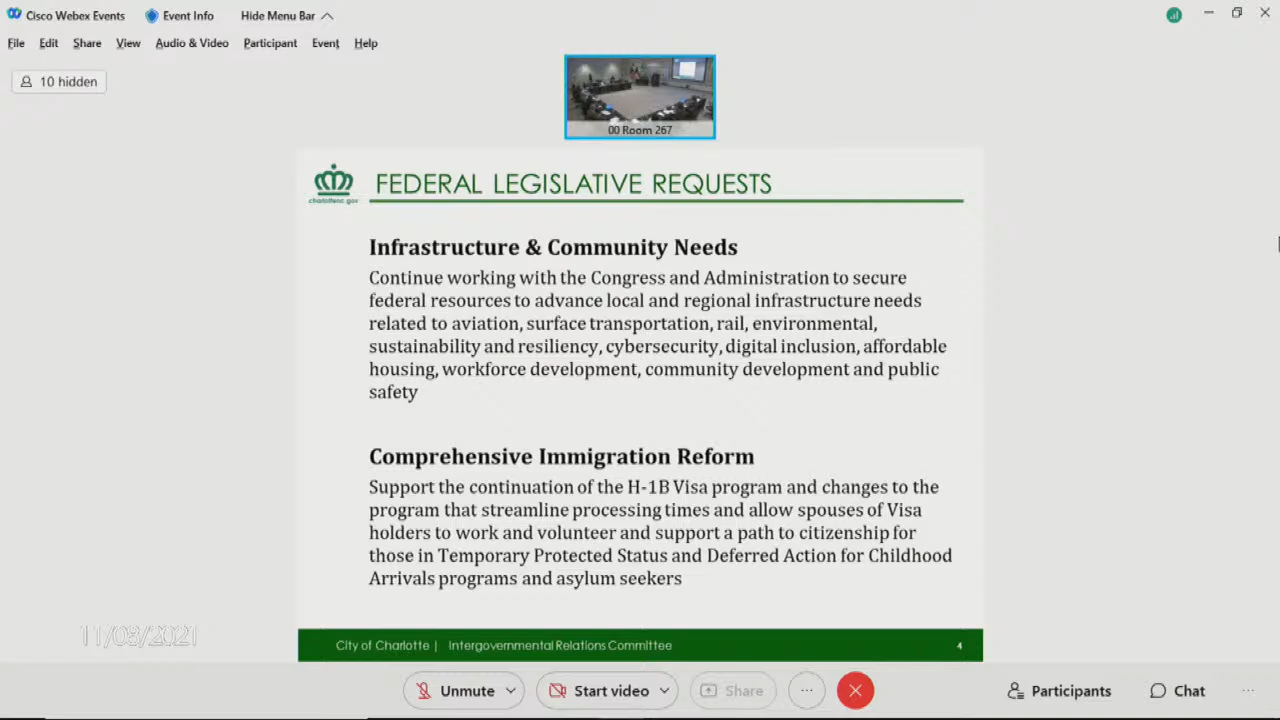 Cisco Webex Events Event Info Hide Menu Bar
File Edit Share View Audio & Video Participant Event Help
10 hidden
00 Room 267
charlottenc.gov
FEDERAL LEGISLATIVE REQUESTS
Infrastructure & Community Needs
Continue working with the Congress and Administration to secure
federal resources to advance local and regional infrastructure needs
related to aviation, surface transportation, rail, environmental,
sustainability and resiliency, cybersecurity, digital inclusion, affordable
housing, workforce development, community development and public
safety
Comprehensive Immigration Reform
Support the continuation of the H-1B Visa program and changes to the
program that streamline processing times and allow spouses of Visa
holders to work and volunteer and support a path to citizenship for
those in Temporary Protected Status and Deferred Action for Childhood
Arrivals programs and asylum seekers
City of Charlotte | Intergovernmental Relations Committee 4
Unmute Start video Share Participants Chat